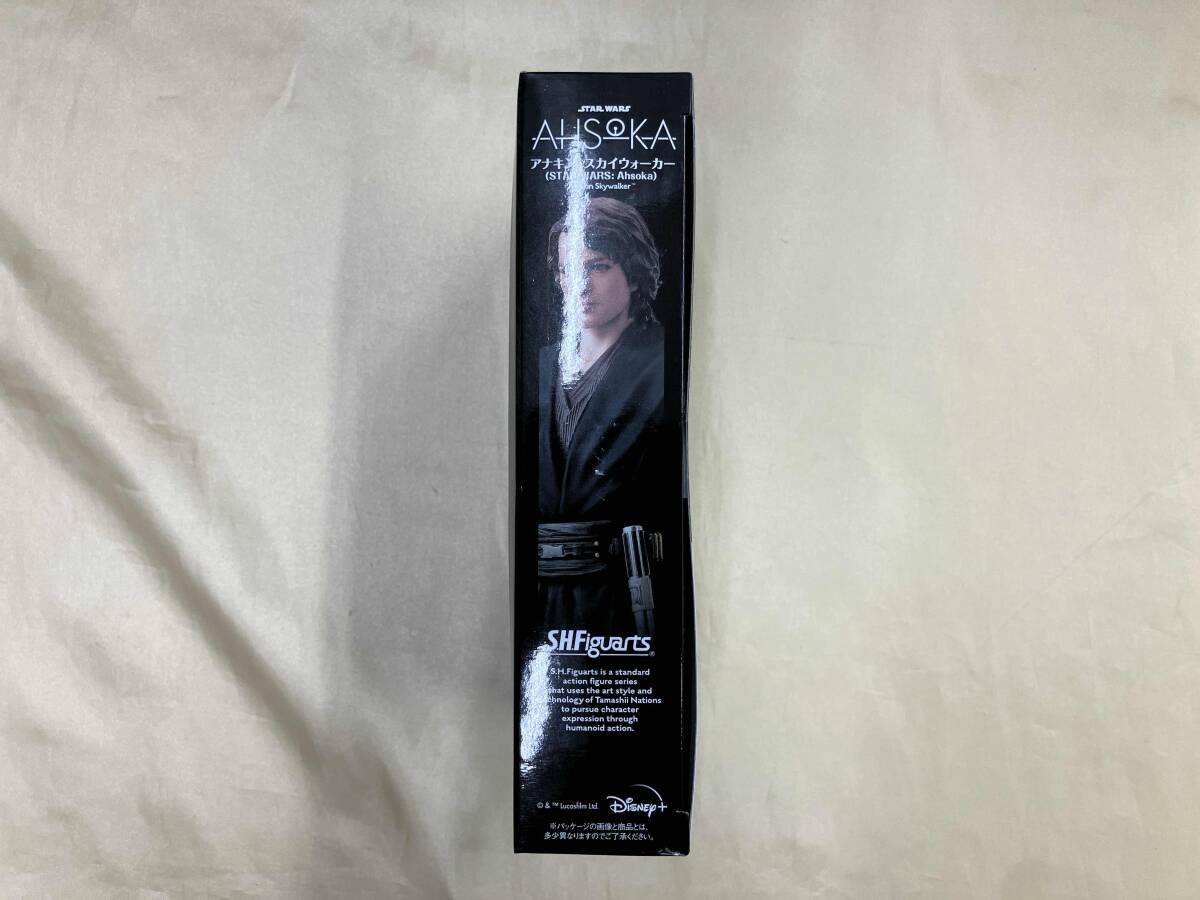 STAR WARS
AHSOKA
アナキン スカイウォーカー
(STAR WARS: Ahsoka)
Skywalker™
S.H.Figuarts®
S.H.Figuarts is a standard
action figure series
that uses the art style and
technology of Tamashii Nations
to pursue character
expression through
humanoid action.
© & ™ Lucasfilm Ltd. Disney+
※パッケージの画像と商品とは、
多少異なりますのでご了承ください。